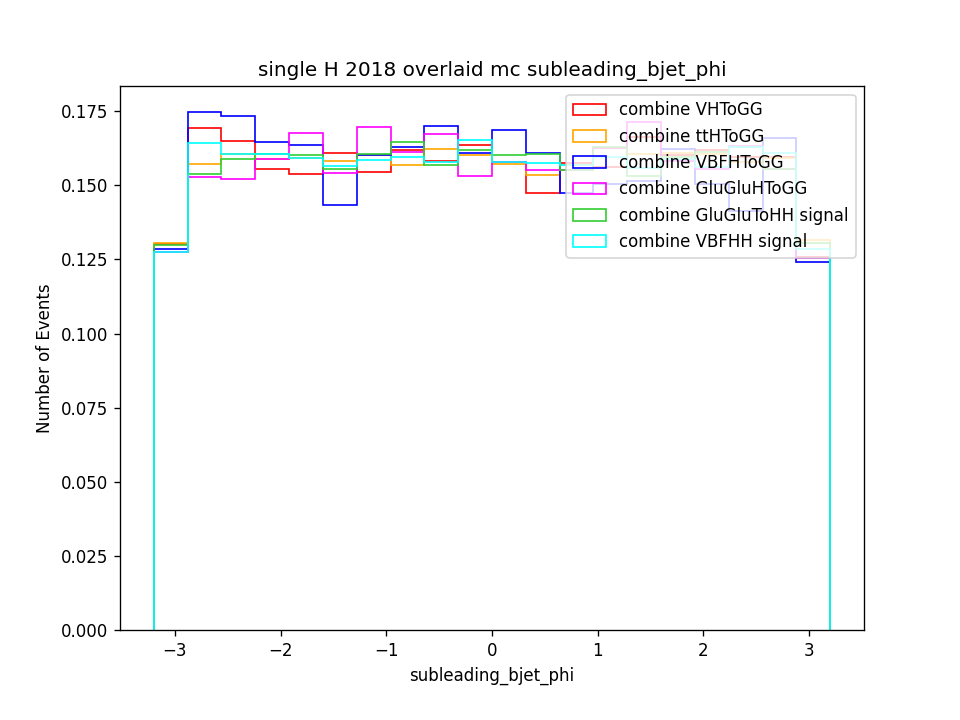 single H 2018 overlaid mc subleading_bjet_phi
combine VHToGG
combine ttHToGG
combine VBFHToGG
combine GluGluHToGG
combine GluGluToHH signal
combine VBFHH signal
Number of Events
0.175
0.150
0.125
0.100
0.075
0.050
0.025
0.000
−3
−2
−1
0
1
2
3
subleading_bjet_phi